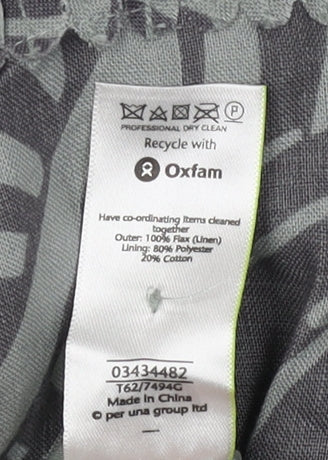 P
PROFESSIONAL DRY CLEAN
Recycle with
Oxfam
Have co-ordinating items cleaned
together
Outer: 100% Flax (Linen)
Lining: 80% Polyester
20% Cotton
03434482
T62/7494G
Made in China
© per una group ltd